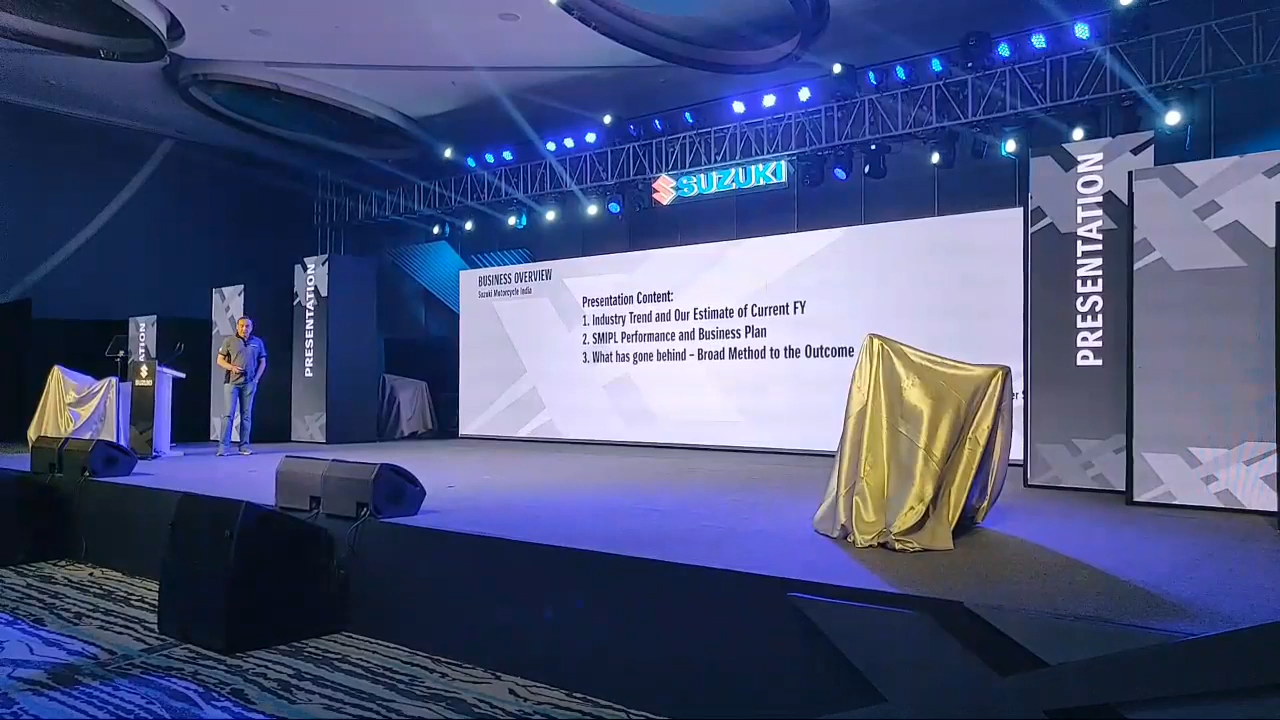 SUZUKI
BUSINESS OVERVIEW
Suzuki Motorcycle India
Presentation Content:
1. Industry Trend and Our Estimate of Current FY
2. SMIPL Performance and Business Plan
3. What has gone behind – Broad Method to the Outcome
PRESENTATION
PRESENTATION
SUZUKI